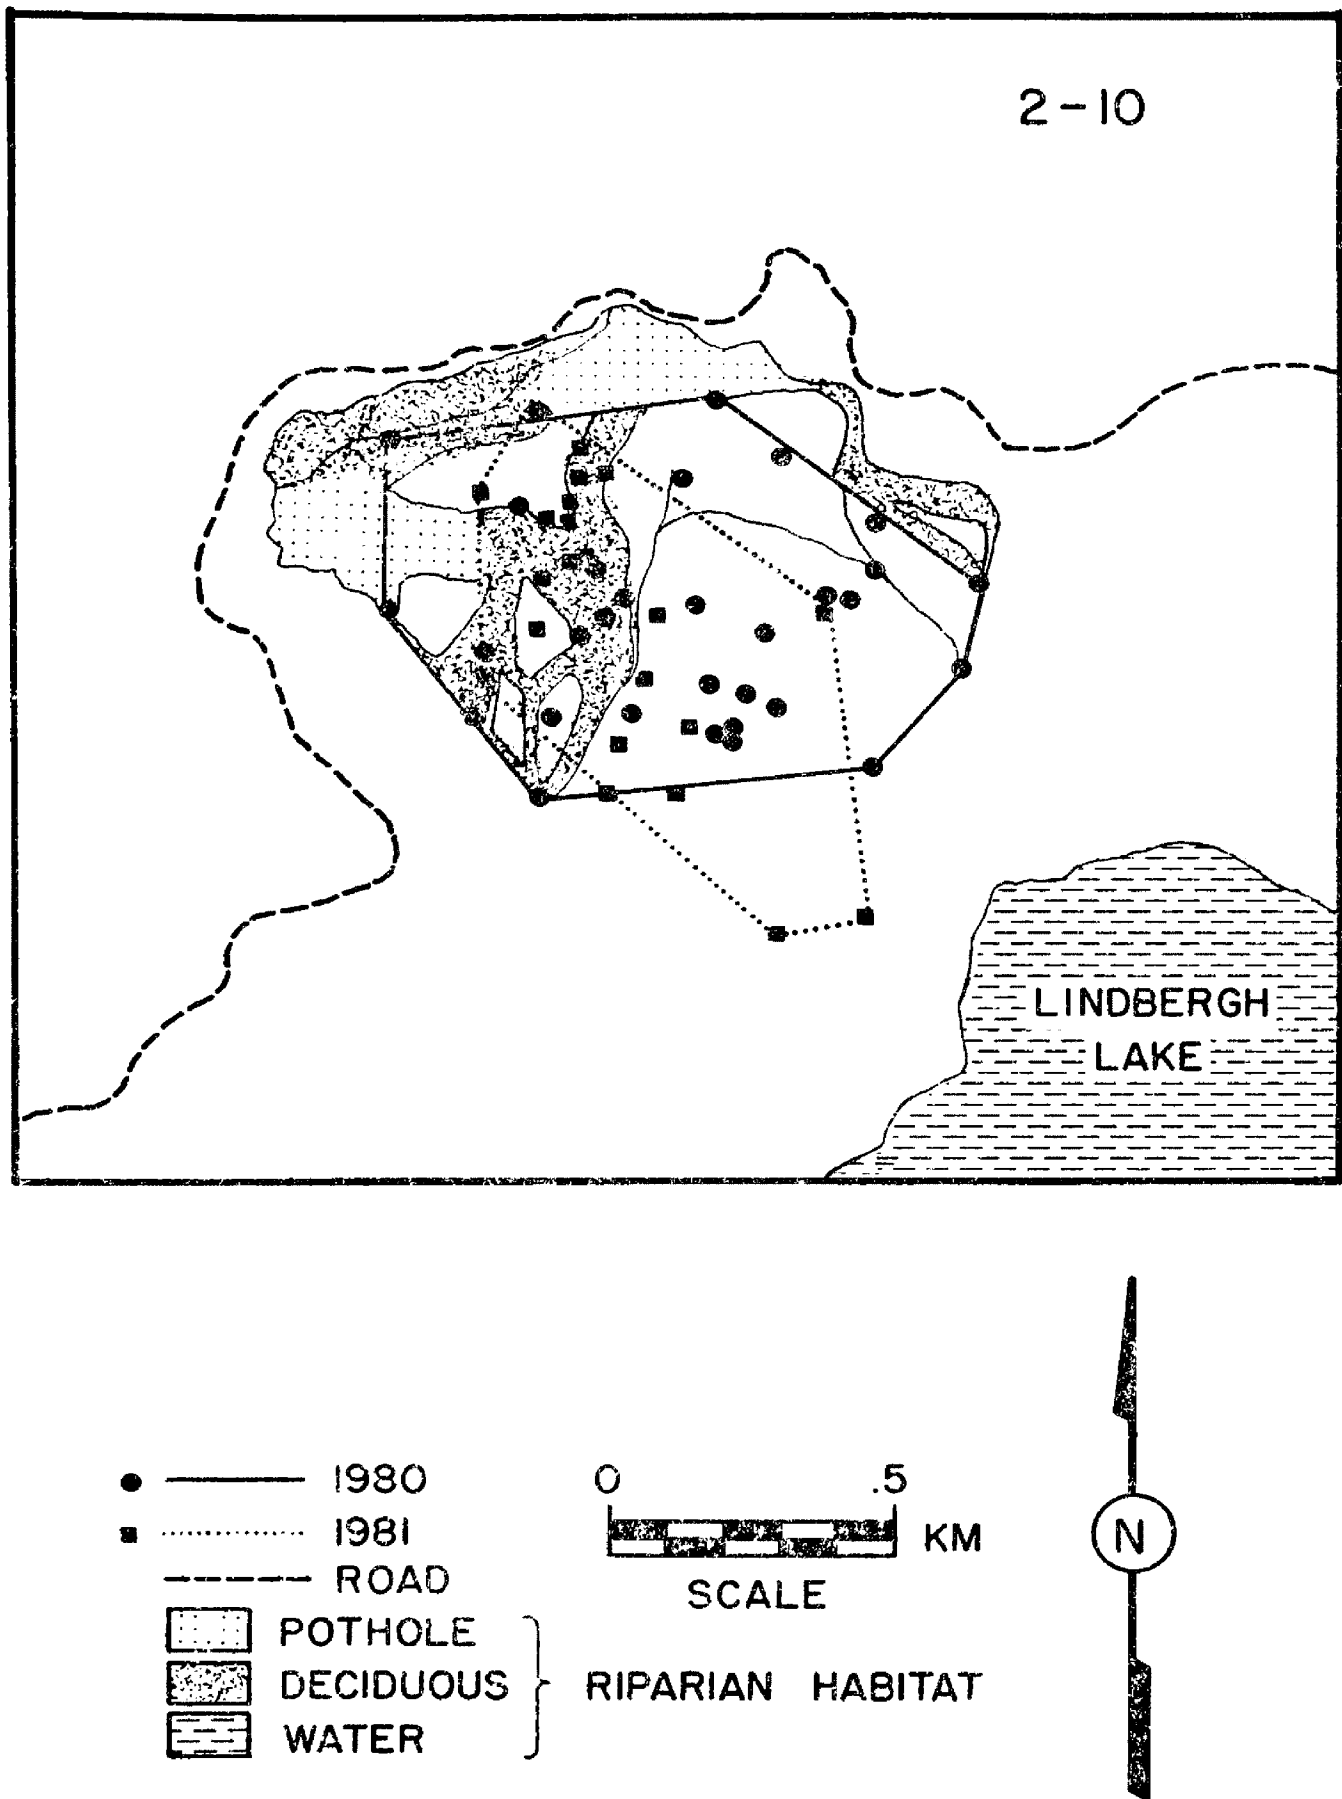 2-10
LINDBERGH
LAKE
1980
1981
ROAD
POTHOLE
DECIDUOUS
WATER
RIPARIAN HABITAT
0 .5
KM
SCALE
N